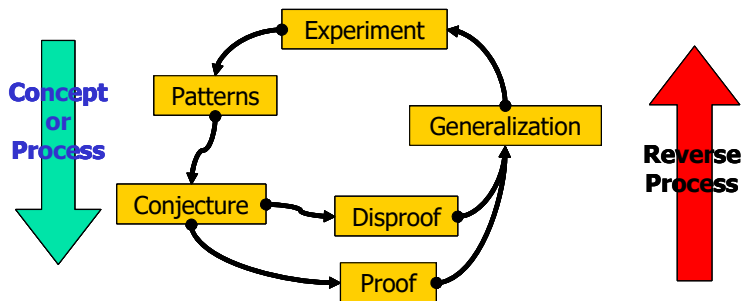 Experiment
Concept
or
Process
Patterns
Generalization
Reverse
Process
Conjecture
Disproof
Proof